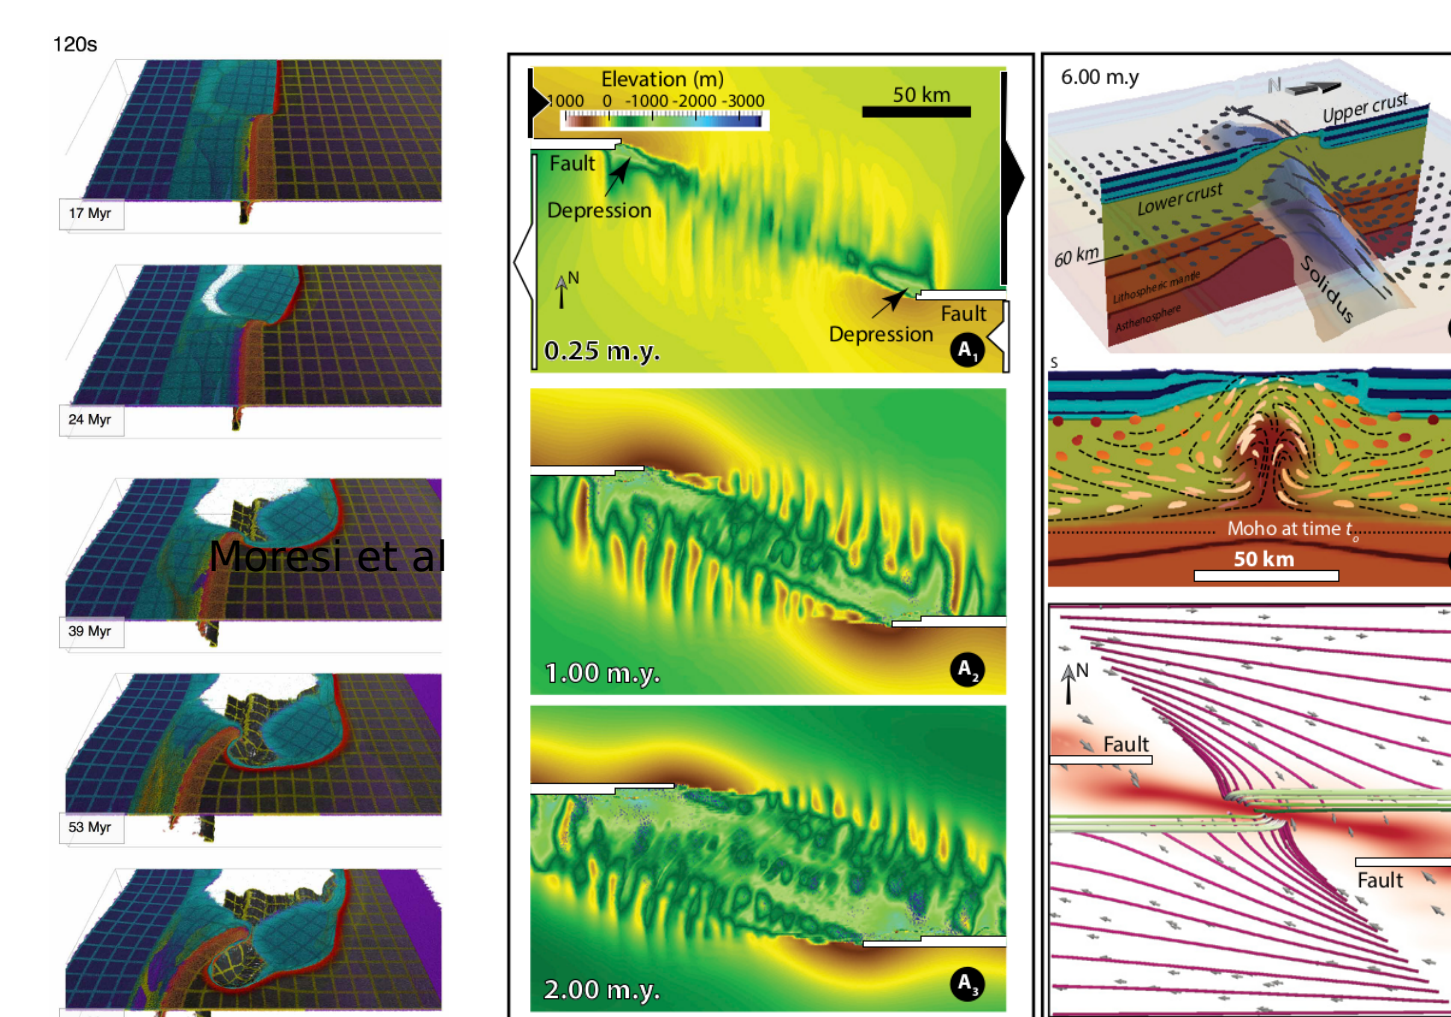 120s
17 Myr
24 Myr
39 Myr
Moresi et al
53 Myr
Elevation (m)
1000 0 -1000 -2000 -3000
50 km
Fault
Depression
N
Fault
Depression
0.25 m.y.
A1
1.00 m.y.
A2
2.00 m.y.
A3
6.00 m.y
N
Upper crust
Lower crust
60 km
Lithospheric mantle
Asthenosphere
Solidus
S
Moho at time to
50 km
N
Fault
Fault